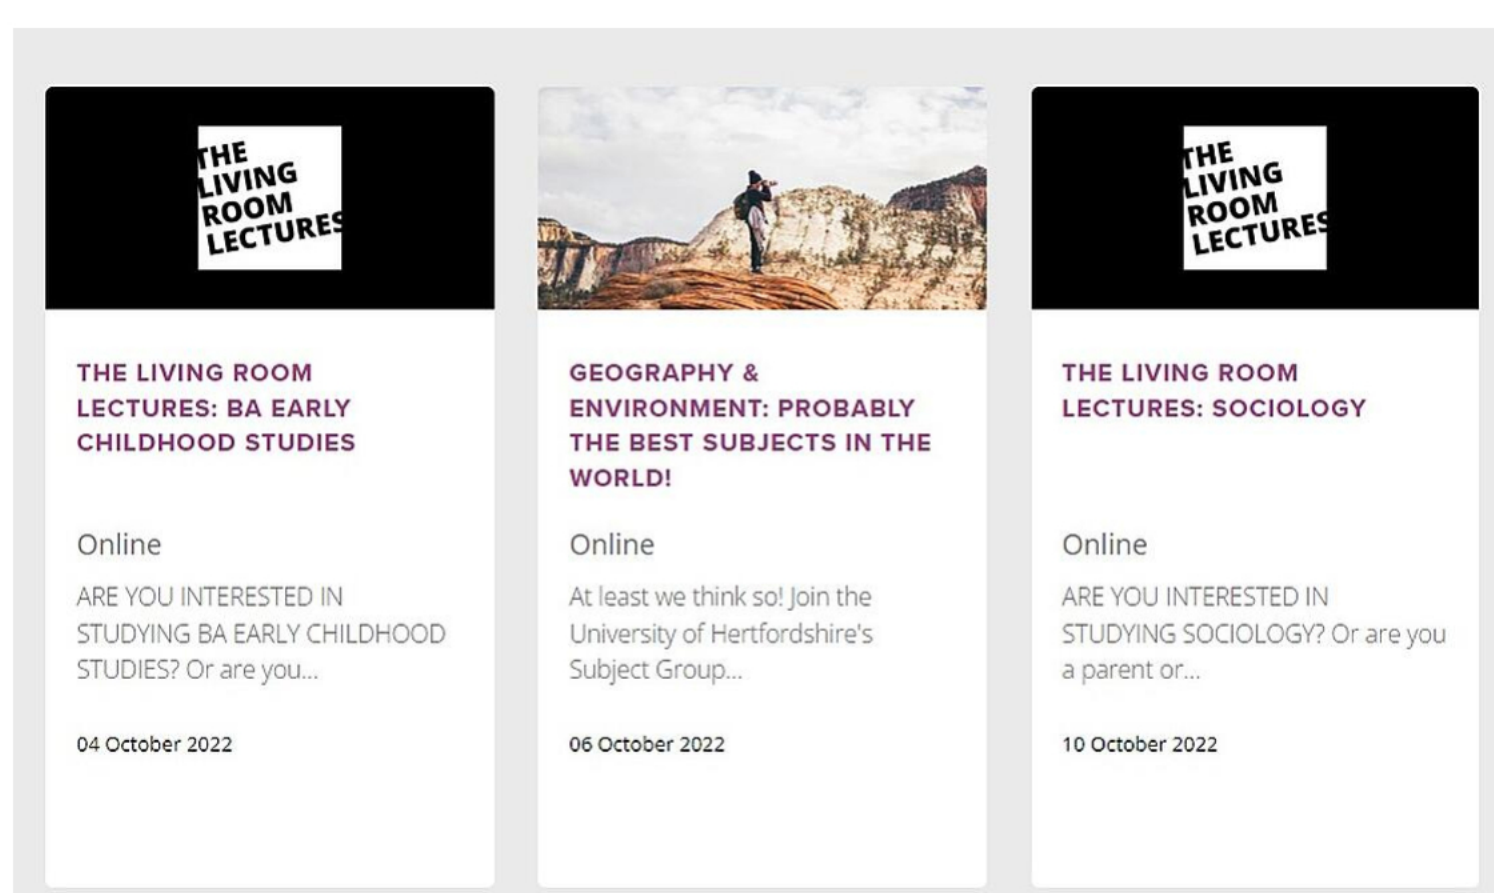 THE
LIVING
ROOM
LECTURES
THE LIVING ROOM
LECTURES: BA EARLY
CHILDHOOD STUDIES
Online
ARE YOU INTERESTED IN
STUDYING BA EARLY CHILDHOOD
STUDIES? Or are you...
04 October 2022
GEOGRAPHY &
ENVIRONMENT: PROBABLY
THE BEST SUBJECTS IN THE
WORLD!
Online
At least we think so! Join the
University of Hertfordshire's
Subject Group...
06 October 2022
THE
LIVING
ROOM
LECTURES
THE LIVING ROOM
LECTURES: SOCIOLOGY
Online
ARE YOU INTERESTED IN
STUDYING SOCIOLOGY? Or are you
a parent or...
10 October 2022